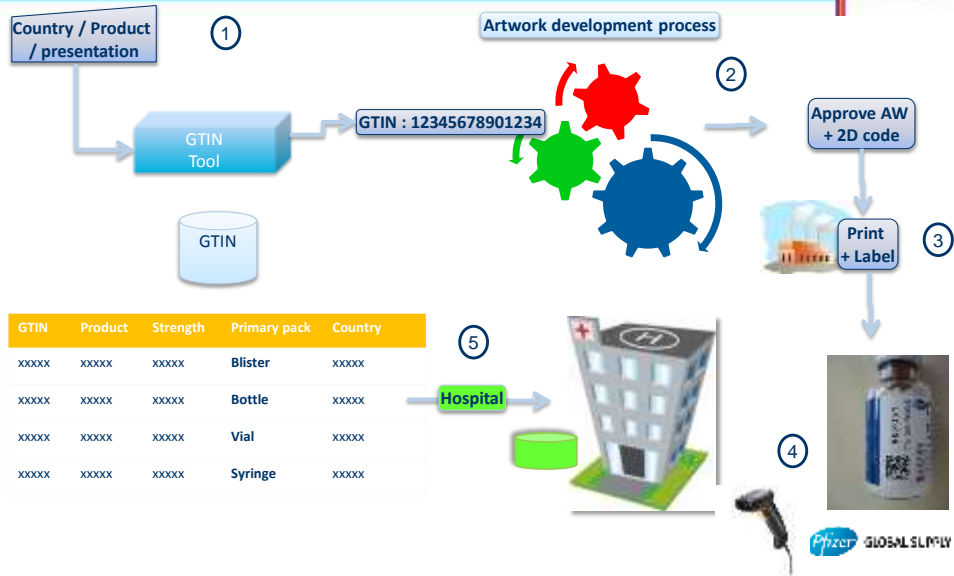 Country / Product
/ presentation
1
Artwork development process
2
GTIN
Tool
GTIN : 12345678901234
Approve AW
+ 2D code
GTIN
Print
+ Label
3
GTIN Product Strength Primary pack Country
xxxxx xxxxx xxxxx Blister xxxxx
xxxxx xxxxx xxxxx Bottle xxxxx
xxxxx xxxxx xxxxx Vial xxxxx
xxxxx xxxxx xxxxx Syringe xxxxx
5
Hospital
H
4
Pfizer GLOBAL SUPPLY